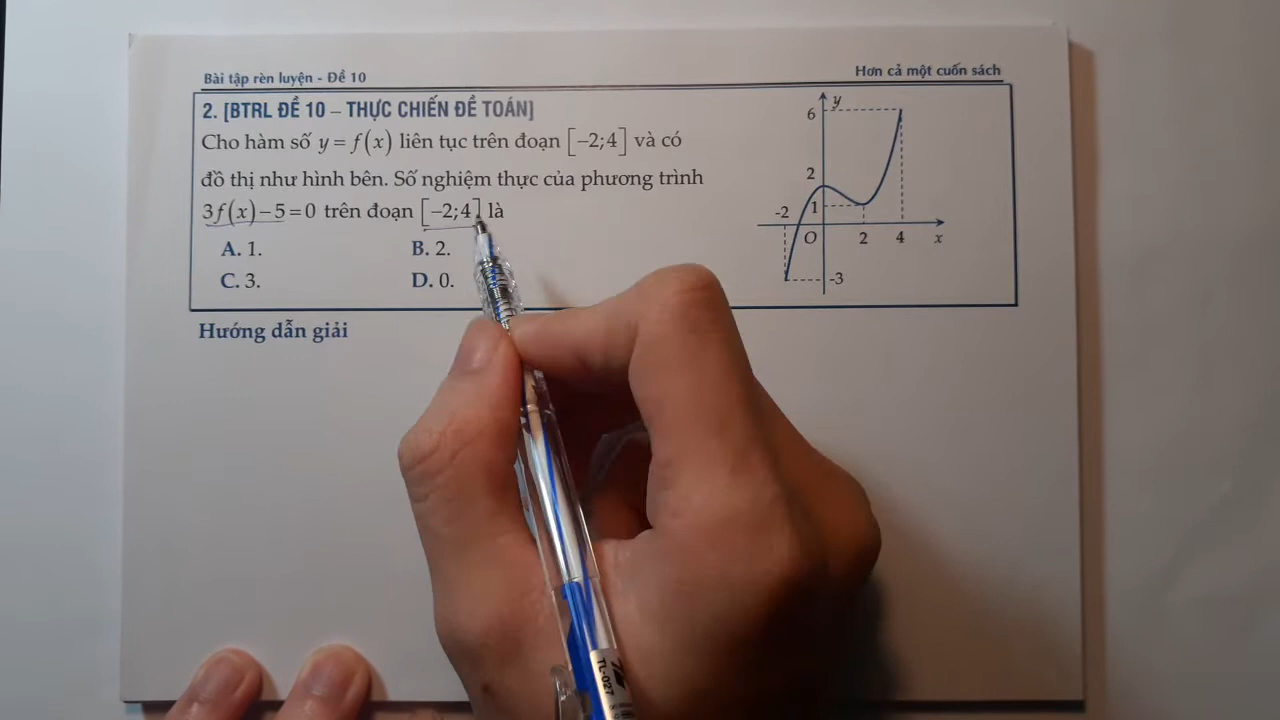 Bài tập rèn luyện - Đề 10
Hơn cả một cuốn sách
2. [BTRL ĐỀ 10 – THỰC CHIẾN ĐỀ TOÁN]
Cho hàm số y = f(x) liên tục trên đoạn [−2;4] và có
đồ thị như hình bên. Số nghiệm thực của phương trình
3f(x) − 5 = 0 trên đoạn [−2;4] là
A. 1.
B. 2.
C. 3.
D. 0.
y
6
2
-2
1
O
2
4
x
-3
Hướng dẫn giải
TL-027